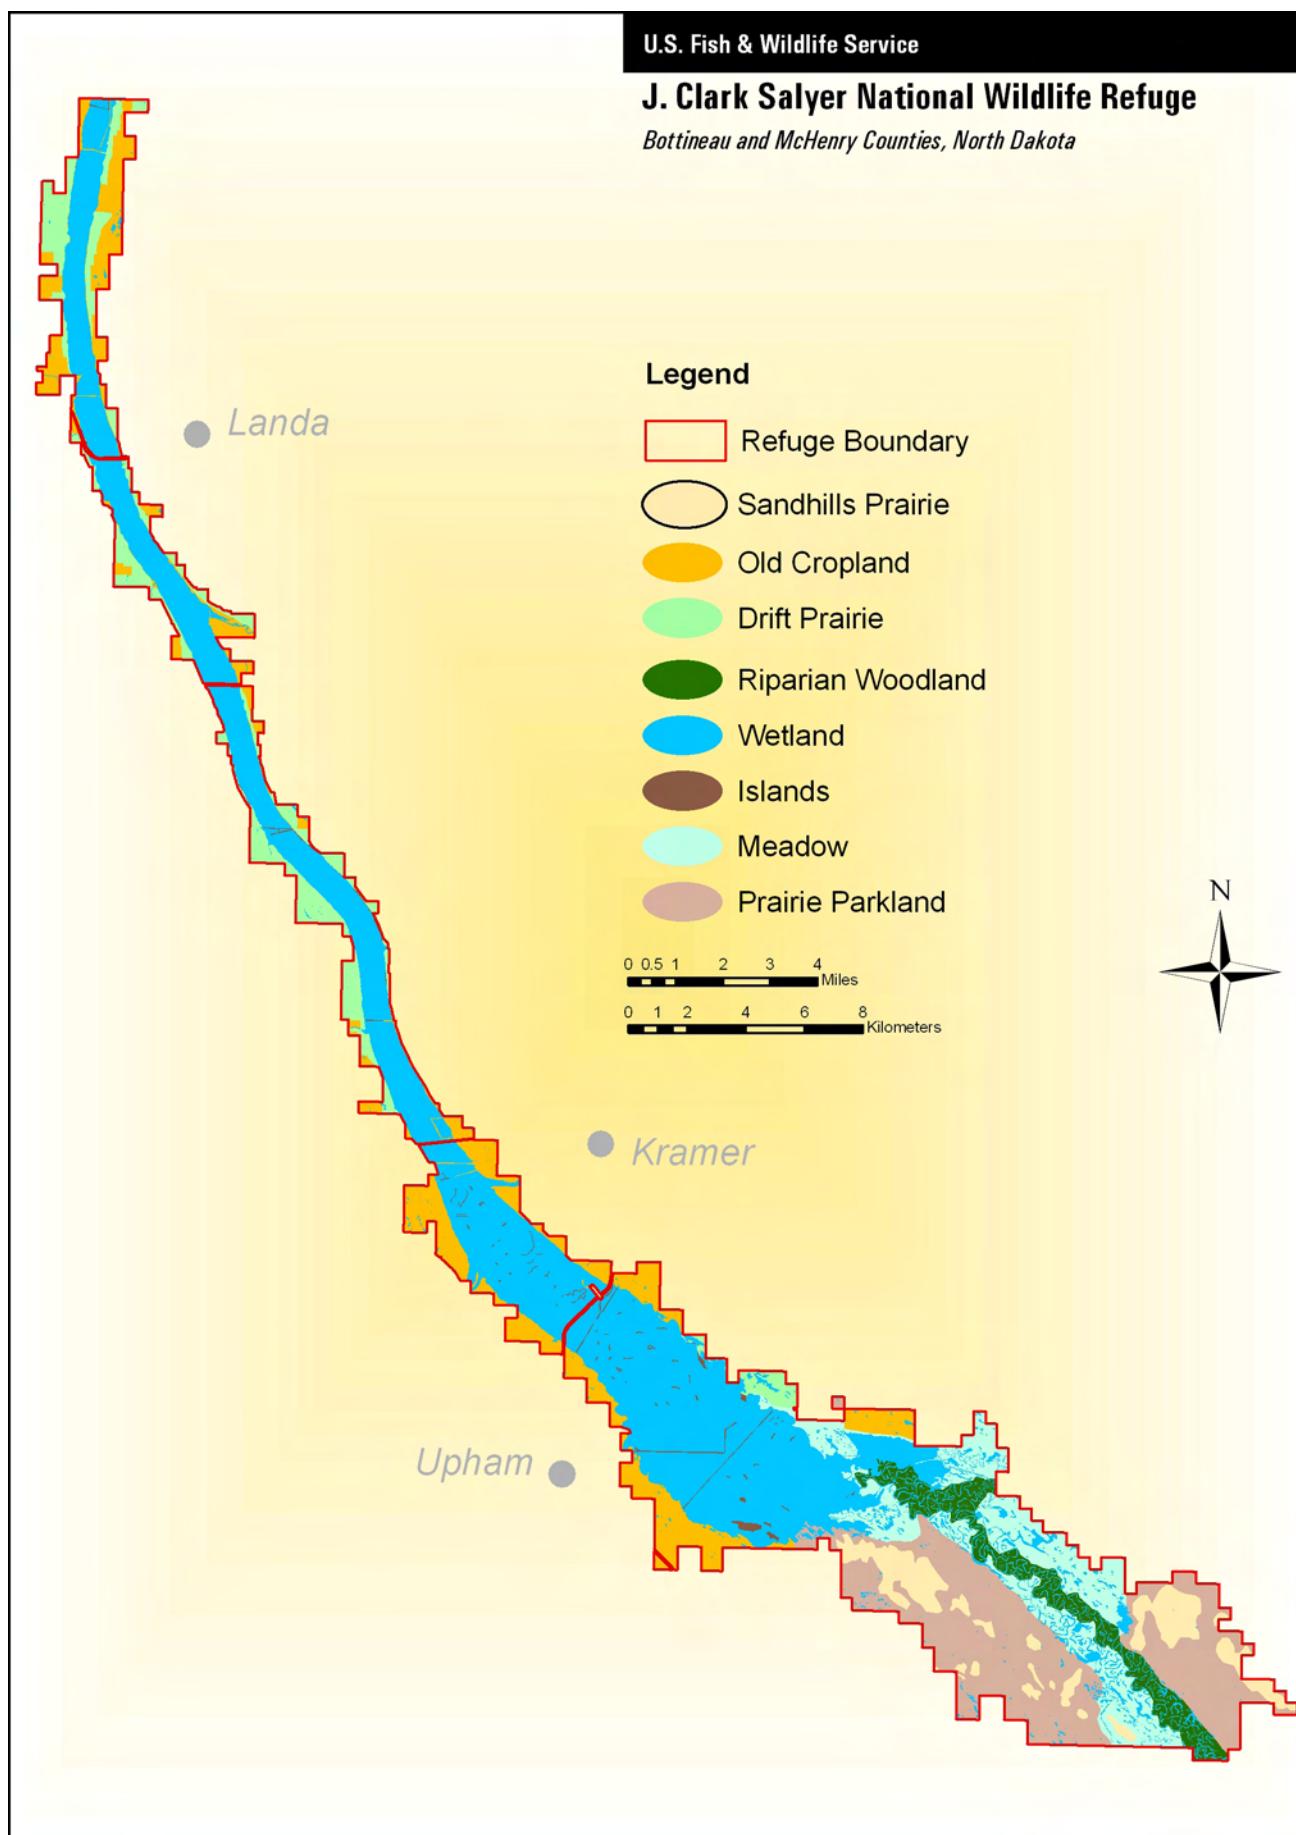 U.S. Fish & Wildlife Service
J. Clark Salyer National Wildlife Refuge
Bottineau and McHenry Counties, North Dakota
Legend
Landa
Refuge Boundary
Sandhills Prairie
Old Cropland
Drift Prairie
Riparian Woodland
Wetland
Islands
Meadow
Prairie Parkland
N
0 0.5 1 2 3 4
Miles
0 1 2 4 6 8
Kilometers
Kramer
Upham